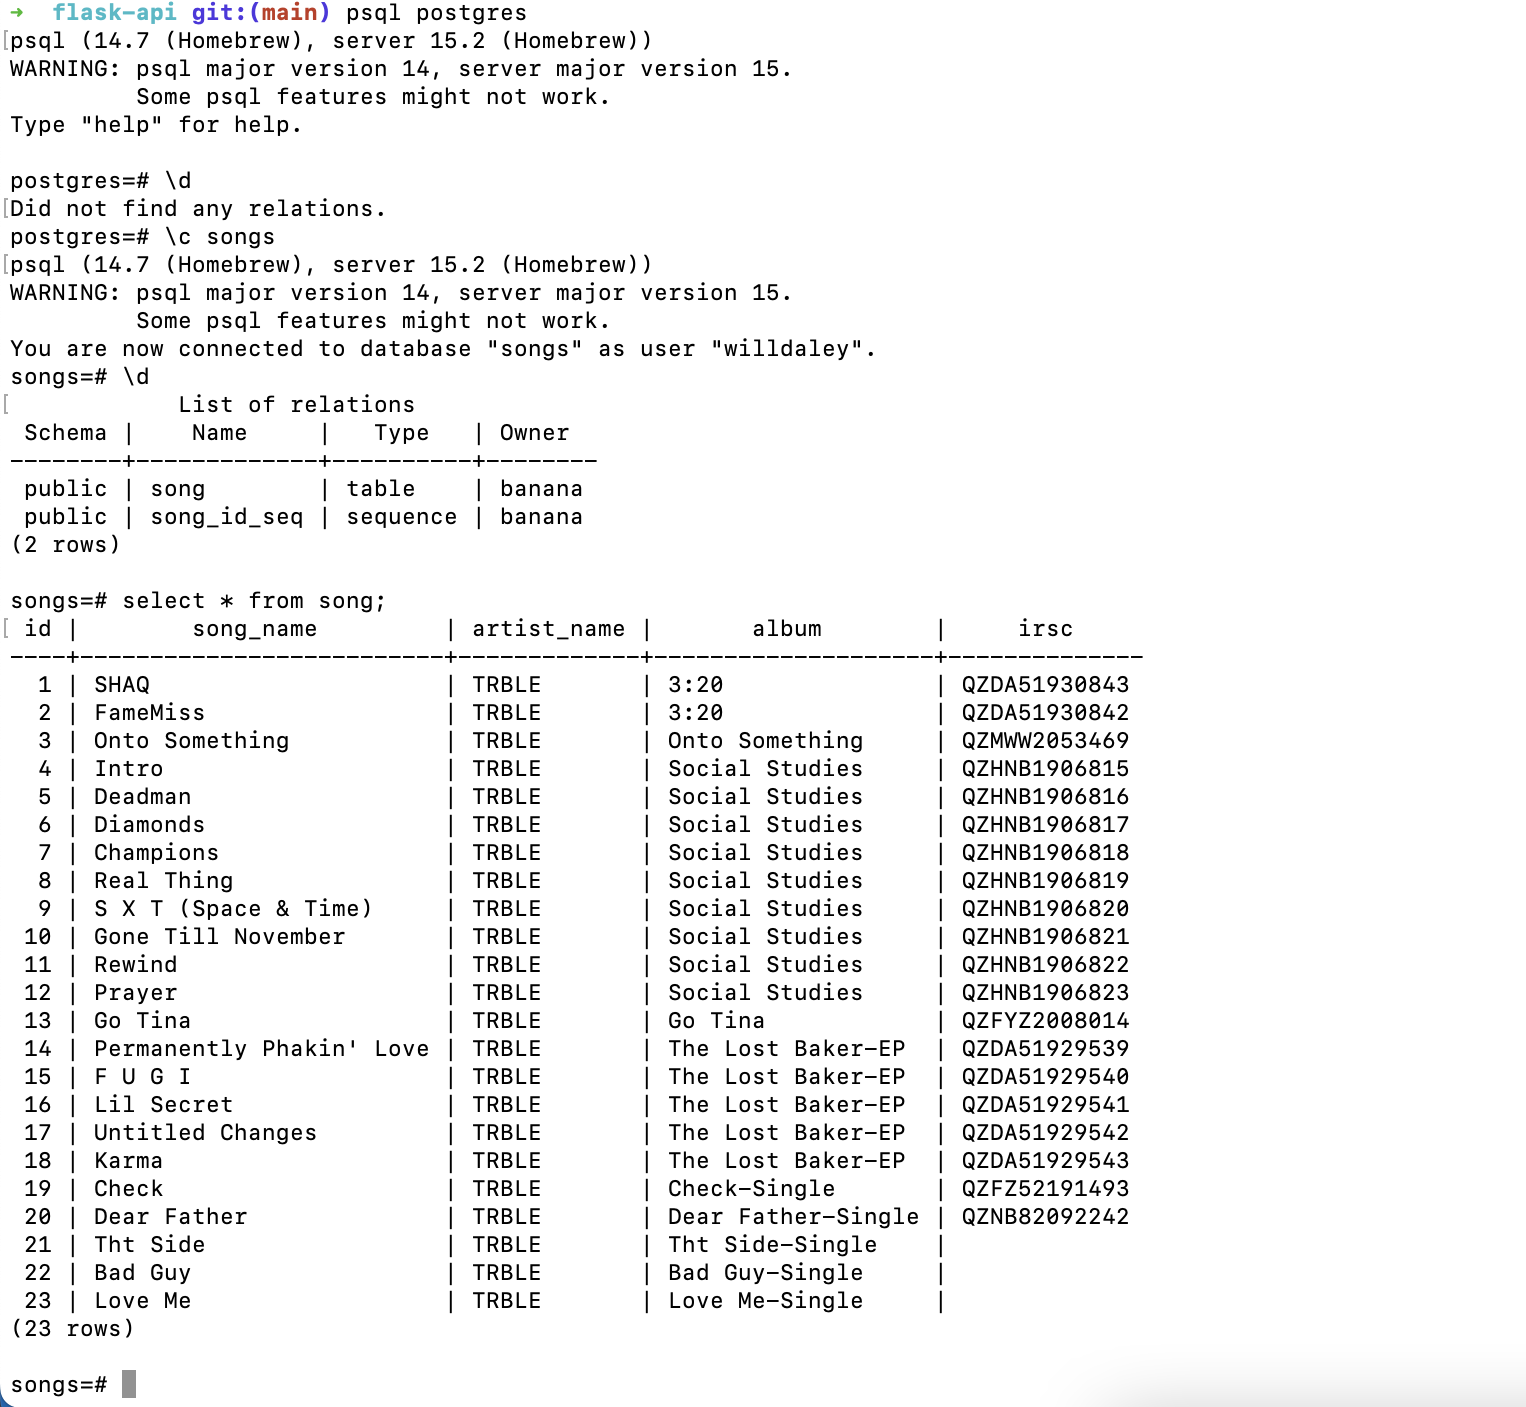 ➜  flask-api git:(main) psql postgres
psql (14.7 (Homebrew), server 15.2 (Homebrew))
WARNING: psql major version 14, server major version 15.
         Some psql features might not work.
Type "help" for help.

postgres=# \d
Did not find any relations.
postgres=# \c songs
psql (14.7 (Homebrew), server 15.2 (Homebrew))
WARNING: psql major version 14, server major version 15.
         Some psql features might not work.
You are now connected to database "songs" as user "willdaley".
songs=# \d
            List of relations
 Schema |    Name     |   Type   | Owner
--------+-------------+----------+--------
 public | song        | table    | banana
 public | song_id_seq | sequence | banana
(2 rows)

songs=# select * from song;
 id |        song_name         | artist_name |       album        |     irsc
----+--------------------------+-------------+--------------------+--------------
  1 | SHAQ                     | TRBLE       | 3:20               | QZDA51930843
  2 | FameMiss                 | TRBLE       | 3:20               | QZDA51930842
  3 | Onto Something           | TRBLE       | Onto Something     | QZMWW2053469
  4 | Intro                    | TRBLE       | Social Studies     | QZHNB1906815
  5 | Deadman                  | TRBLE       | Social Studies     | QZHNB1906816
  6 | Diamonds                 | TRBLE       | Social Studies     | QZHNB1906817
  7 | Champions                | TRBLE       | Social Studies     | QZHNB1906818
  8 | Real Thing               | TRBLE       | Social Studies     | QZHNB1906819
  9 | S X T (Space & Time)     | TRBLE       | Social Studies     | QZHNB1906820
 10 | Gone Till November       | TRBLE       | Social Studies     | QZHNB1906821
 11 | Rewind                   | TRBLE       | Social Studies     | QZHNB1906822
 12 | Prayer                   | TRBLE       | Social Studies     | QZHNB1906823
 13 | Go Tina                  | TRBLE       | Go Tina            | QZFYZ2008014
 14 | Permanently Phakin' Love | TRBLE       | The Lost Baker-EP  | QZDA51929539
 15 | F U G I                  | TRBLE       | The Lost Baker-EP  | QZDA51929540
 16 | Lil Secret               | TRBLE       | The Lost Baker-EP  | QZDA51929541
 17 | Untitled Changes         | TRBLE       | The Lost Baker-EP  | QZDA51929542
 18 | Karma                    | TRBLE       | The Lost Baker-EP  | QZDA51929543
 19 | Check                    | TRBLE       | Check-Single       | QZFZ52191493
 20 | Dear Father              | TRBLE       | Dear Father-Single | QZNB82092242
 21 | Tht Side                 | TRBLE       | Tht Side-Single    |
 22 | Bad Guy                  | TRBLE       | Bad Guy-Single     |
 23 | Love Me                  | TRBLE       | Love Me-Single     |
(23 rows)

songs=#